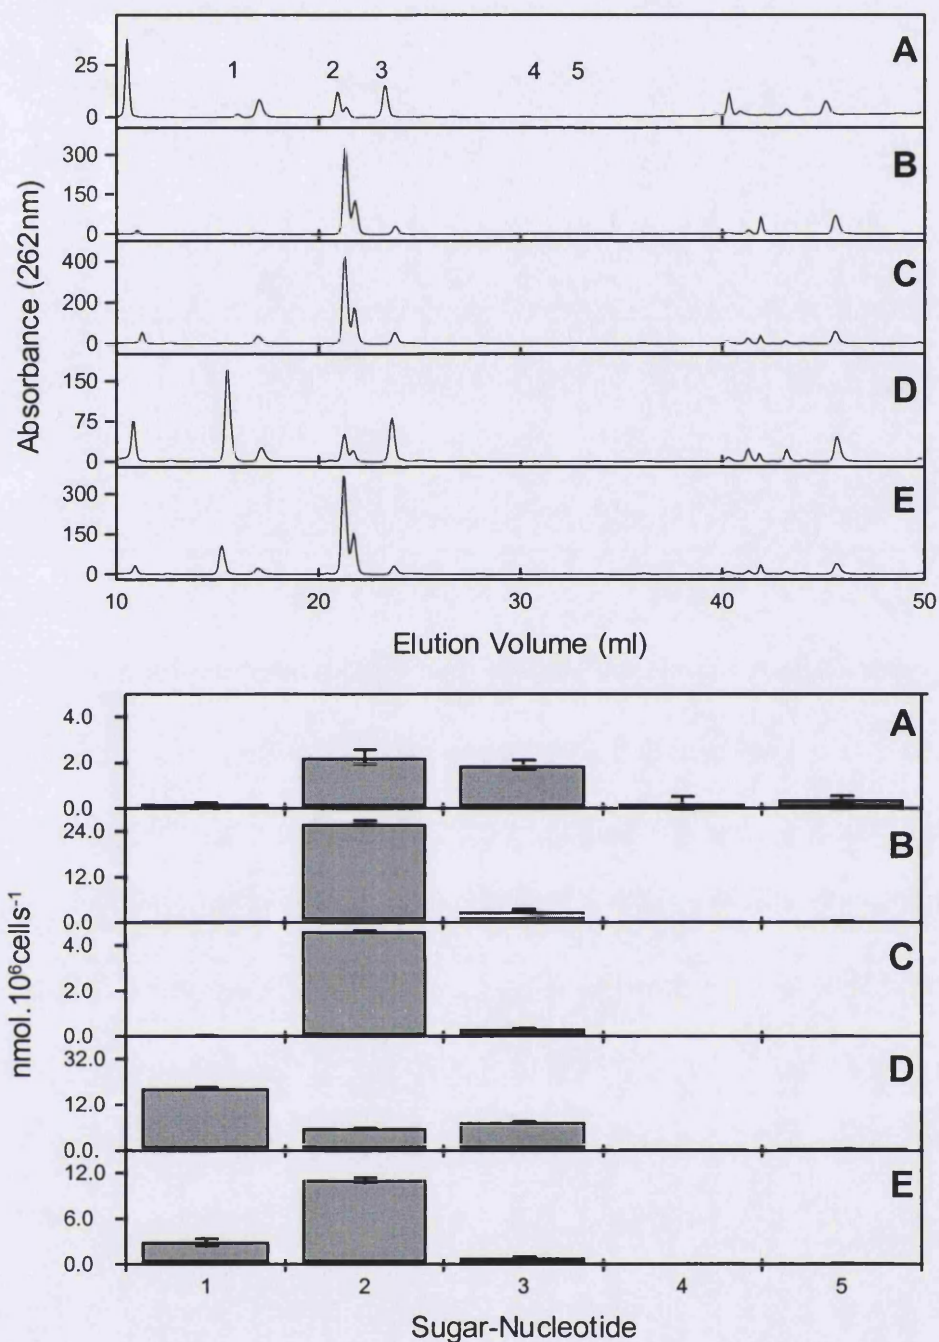 A
25
0
1 2 3 4 5
B
300
150
0
C
400
200
0
D
150
75
0
E
300
150
0
10 20 30 40 50
Absorbance (262nm)
Elution Volume (ml)
A
4.0
2.0
0.0
B
24.0
12.0
0.0
C
4.0
2.0
0.0
D
32.0
12.0
0.0
E
12.0
6.0
0.0
1 2 3 4 5
nmol.10⁶cells⁻¹
Sugar-Nucleotide